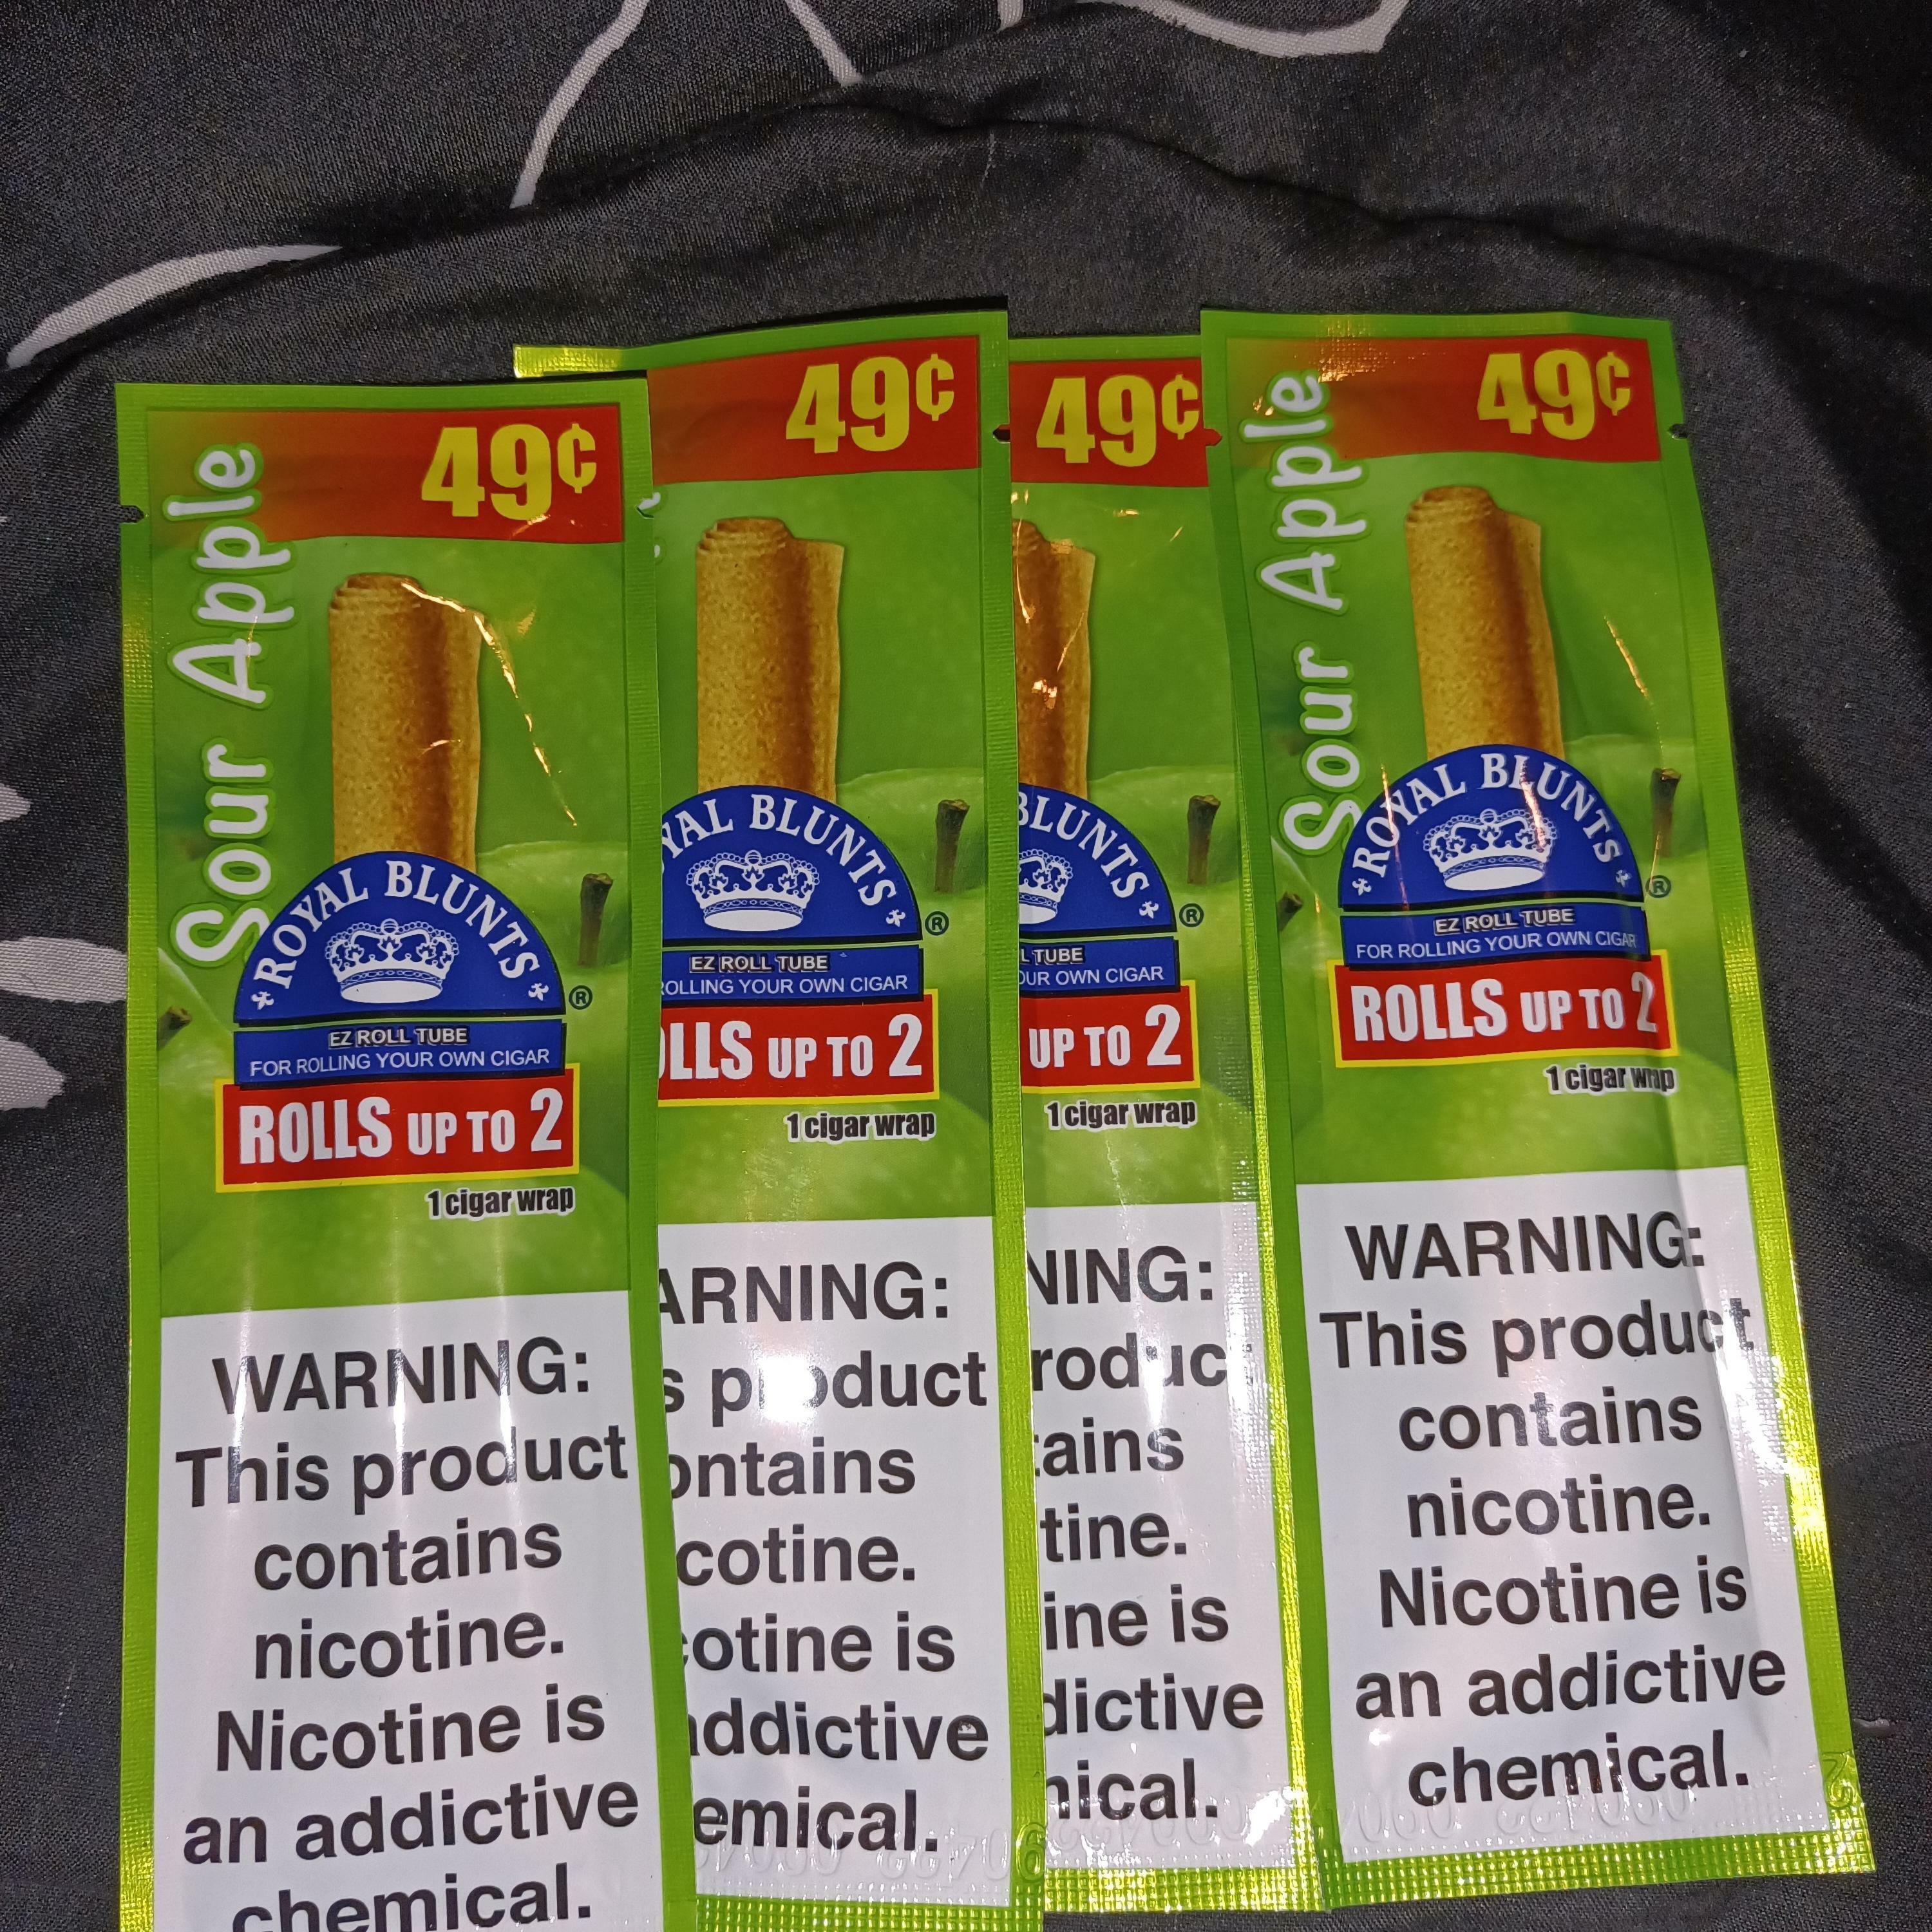 49¢
Sour Apple
ROYAL BLUNTS
®
EZ ROLL TUBE
FOR ROLLING YOUR OWN CIGAR
ROLLS UP TO 2
1 cigar wrap
WARNING:
This product
contains
nicotine.
Nicotine is
an addictive
chemical.
49¢
YAL BLUNTS
®
EZ ROLL TUBE
ROLLING YOUR OWN CIGAR
OLLS UP TO 2
1 cigar wrap
ARNING:
s product
ontains
cotine.
cotine is
addictive
emical.
49¢
BLUNTS
®
L TUBE
OUR OWN CIGAR
UP TO 2
1 cigar wrap
NING:
roduct
tains
tine.
ine is
dictive
mical.
49¢
Sour Apple
ROYAL BLUNTS
®
EZ ROLL TUBE
FOR ROLLING YOUR OWN CIGAR
ROLLS UP TO 2
1 cigar wrap
WARNING:
This product
contains
nicotine.
Nicotine is
an addictive
chemical.